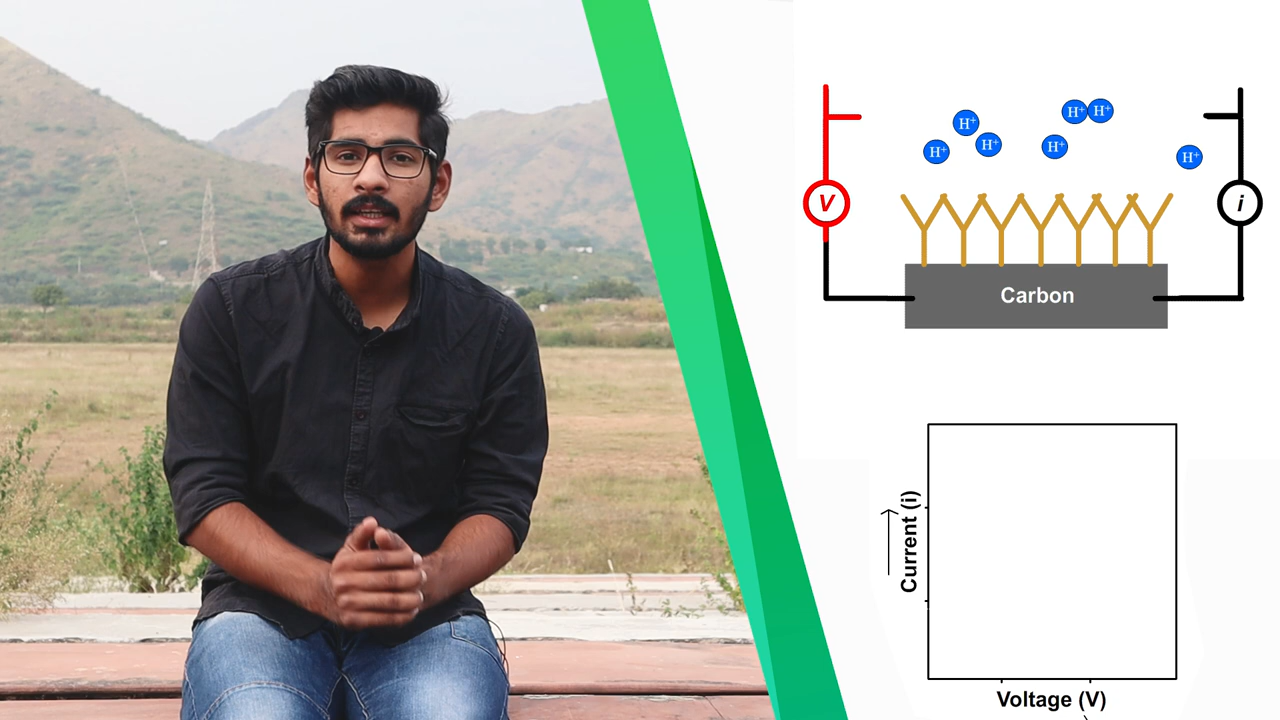 H⁺
H⁺
H⁺
H⁺
H⁺ H⁺
H⁺
V
i
Carbon
Current (i)
Voltage (V)